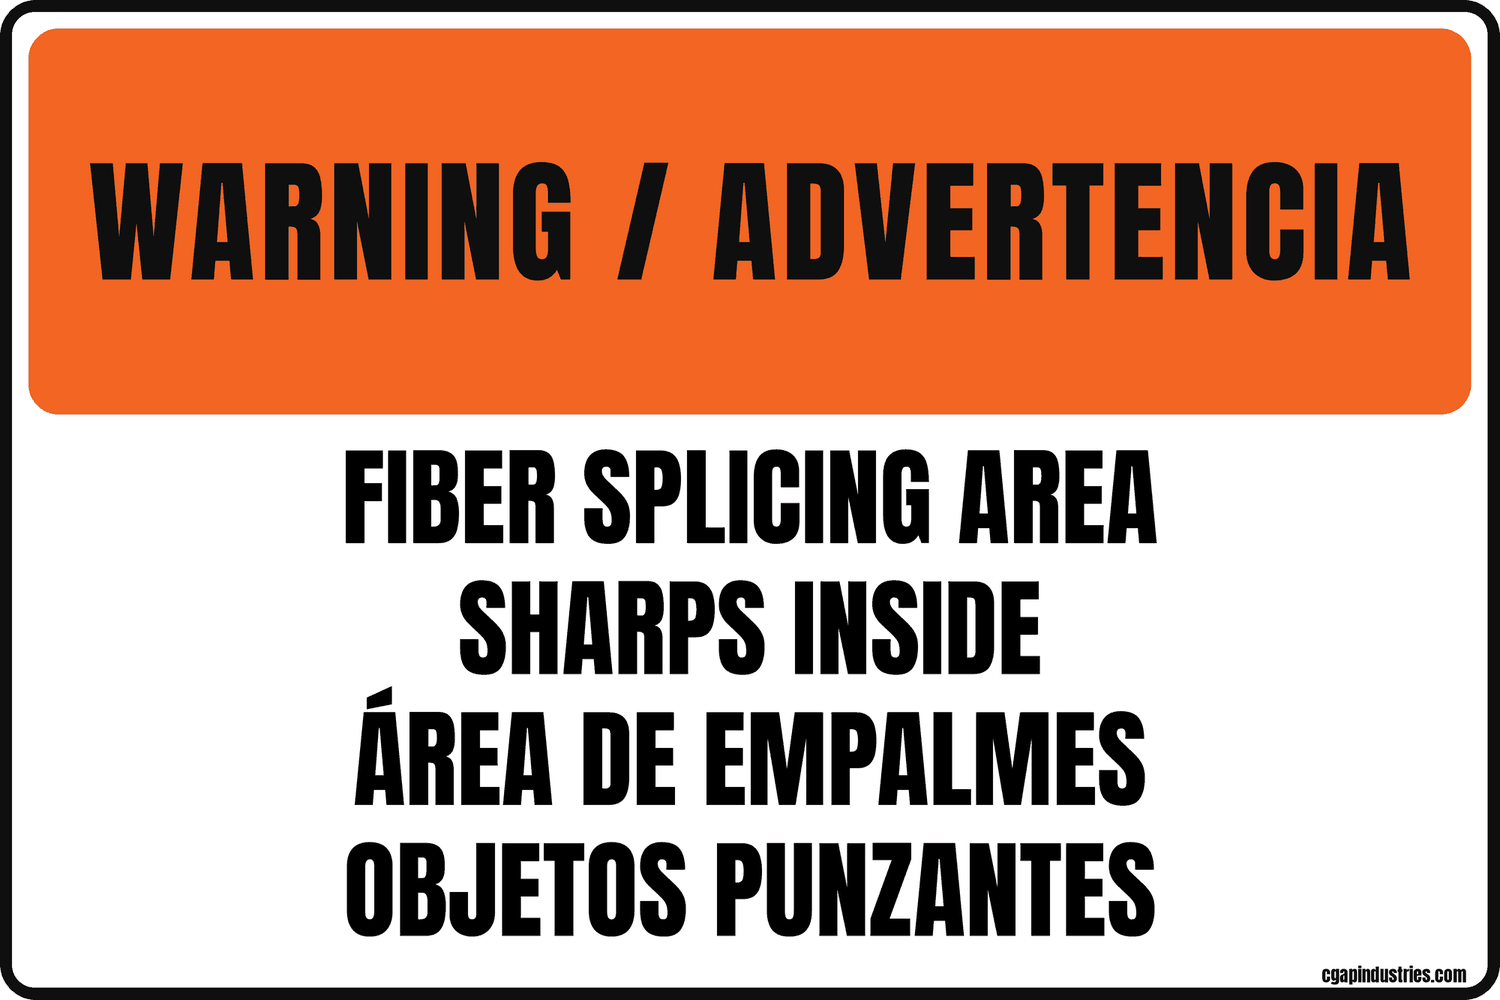 WARNING / ADVERTENCIA
FIBER SPLICING AREA
SHARPS INSIDE
ÁREA DE EMPALMES
OBJETOS PUNZANTES
cgapindustries.com